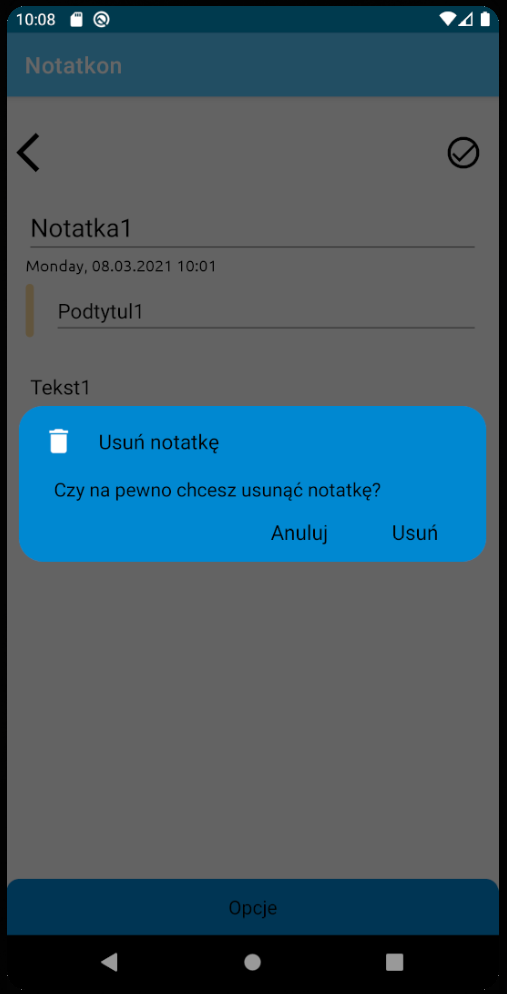 10:08
Notatkon
Notatka1
Monday, 08.03.2021 10:01
Podtytul1
Tekst1
Usuń notatkę
Czy na pewno chcesz usunąć notatkę?
Anuluj Usuń
Opcje